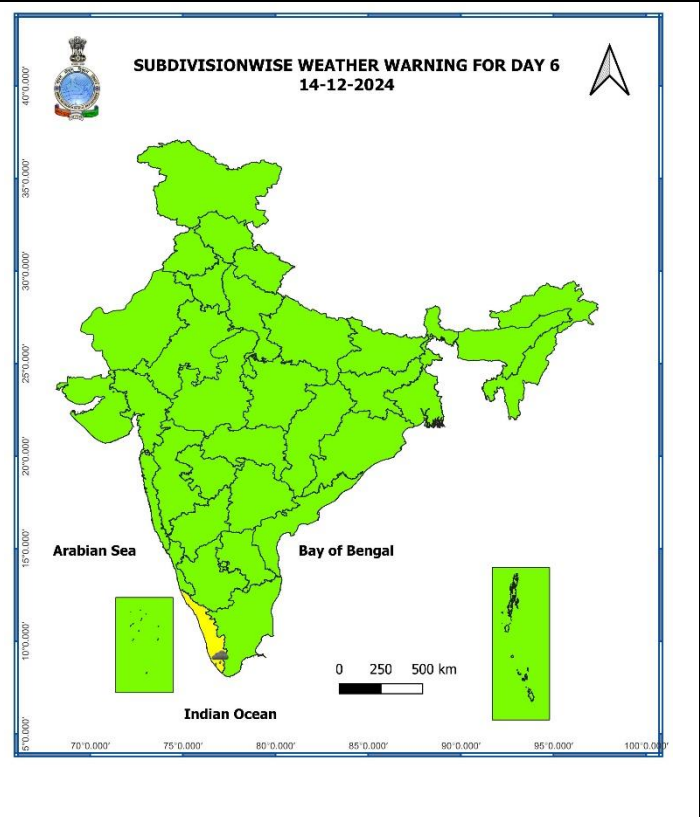 SUBDIVISIONWISE WEATHER WARNING FOR DAY 6
14-12-2024
40°0.000'
35°0.000'
30°0.000'
25°0.000'
20°0.000'
15°0.000'
10°0.000'
5°0.000'
Arabian Sea
Bay of Bengal
0 250 500 km
Indian Ocean
70°0.000' 75°0.000' 80°0.000' 85°0.000' 90°0.000' 95°0.000' 100°0.000'